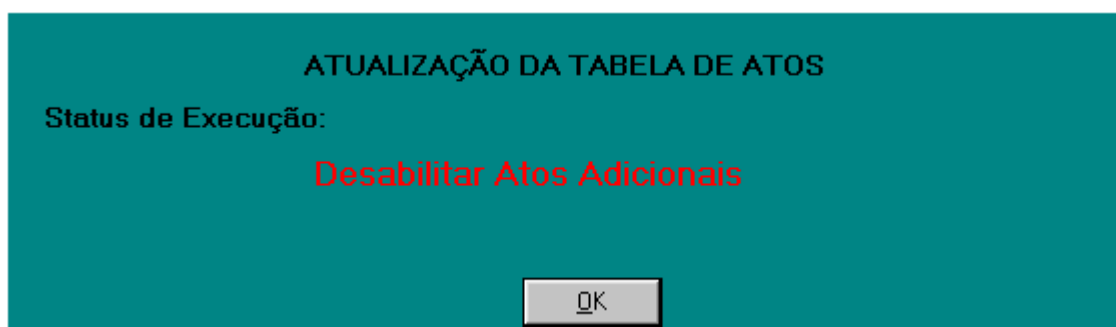 ATUALIZAÇÃO DA TABELA DE ATOS
Status de Execução:
Desabilitar Atos Adicionais
OK